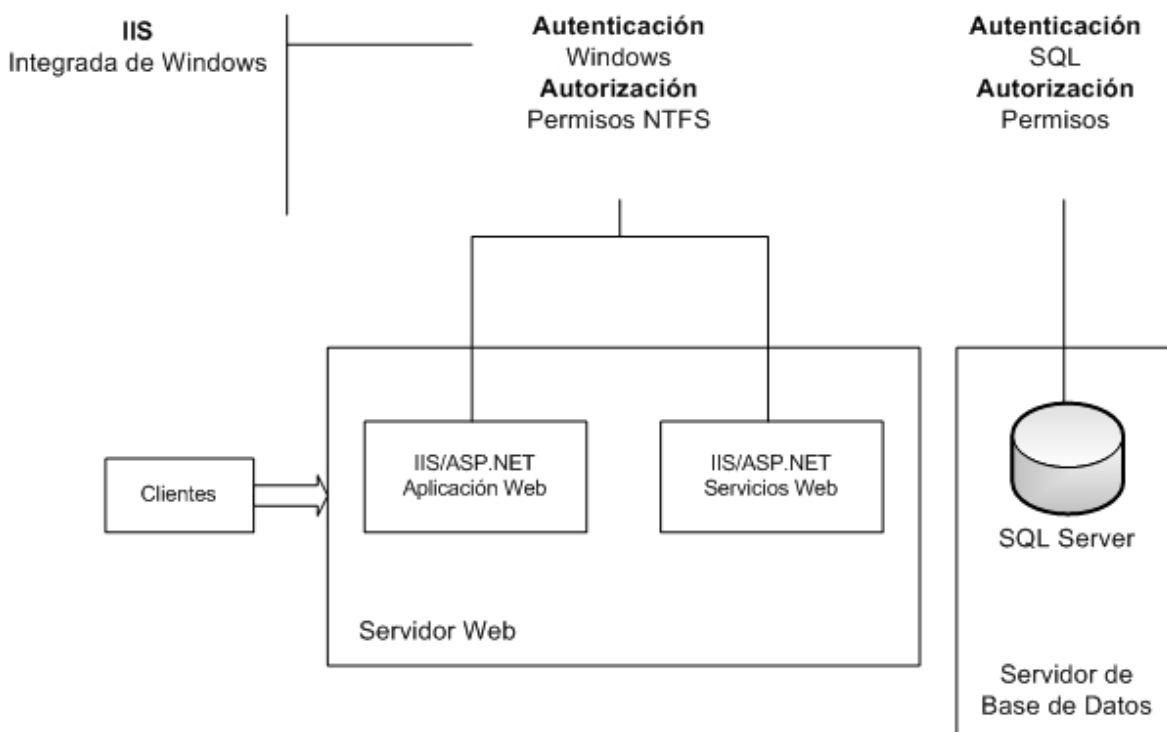 IIS
Integrada de Windows
Autenticación
Windows
Autorización
Permisos NTFS
Autenticación
SQL
Autorización
Permisos
Clientes
IIS/ASP.NET
Aplicación Web
IIS/ASP.NET
Servicios Web
SQL Server
Servidor Web
Servidor de
Base de Datos